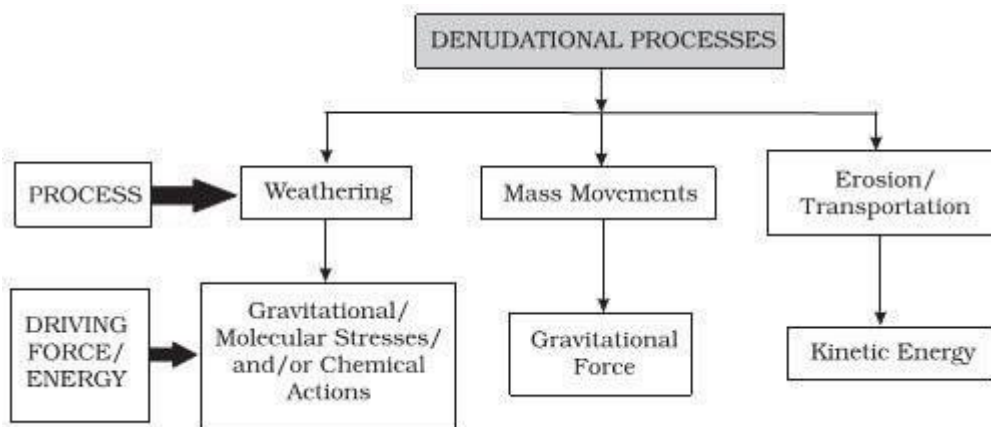 DENUDATIONAL PROCESSES
PROCESS
Weathering
Mass Movements
Erosion/
Transportation
DRIVING
FORCE/
ENERGY
Gravitational/
Molecular Stresses/
and/or Chemical
Actions
Gravitational
Force
Kinetic Energy